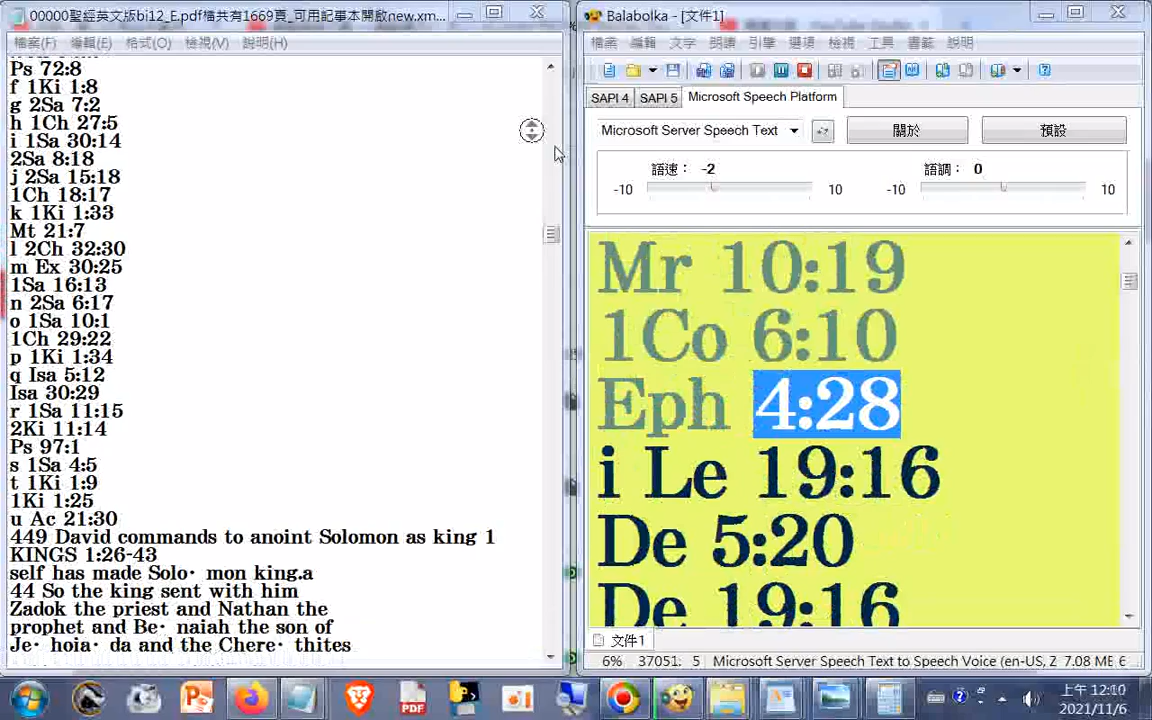 00000聖經英文版bi12_E.pdf檔共有1669頁_可用記事本開啟new.xm...
檔案(F) 編輯(E) 格式(O) 檢視(V) 說明(H)
Ps 72:8
f 1Ki 1:8
g 2Sa 7:2
h 1Ch 27:5
i 1Sa 30:14
2Sa 8:18
j 2Sa 15:18
1Ch 18:17
k 1Ki 1:33
Mt 21:7
l 2Ch 32:30
m Ex 30:25
1Sa 16:13
n 2Sa 6:17
o 1Sa 10:1
1Ch 29:22
p 1Ki 1:34
q Isa 5:12
Isa 30:29
r 1Sa 11:15
2Ki 11:14
Ps 97:1
s 1Sa 4:5
t 1Ki 1:9
1Ki 1:25
u Ac 21:30
449 David commands to anoint Solomon as king 1
KINGS 1:26-43
self has made Solo· mon king.a
44 So the king sent with him
Zadok the priest and Nathan the
prophet and Be· naiah the son of
Je· hoia· da and the Chere· thites
Balabolka - [文件1]
檔案 編輯 文字 朗讀 引擎 選項 檢視 工具 書籤 說明
SAPI 4 SAPI 5 Microsoft Speech Platform
Microsoft Server Speech Text 關於 預設
語速： -2 語調： 0
-10 10 -10 10
Mr 10:19
1Co 6:10
Eph 4:28
i Le 19:16
De 5:20
De 19:16
文件1
6% 37051: 5 Microsoft Server Speech Text to Speech Voice (en-US, Z 7.08 MB 6
PDF
上午 12:10
2021/11/6